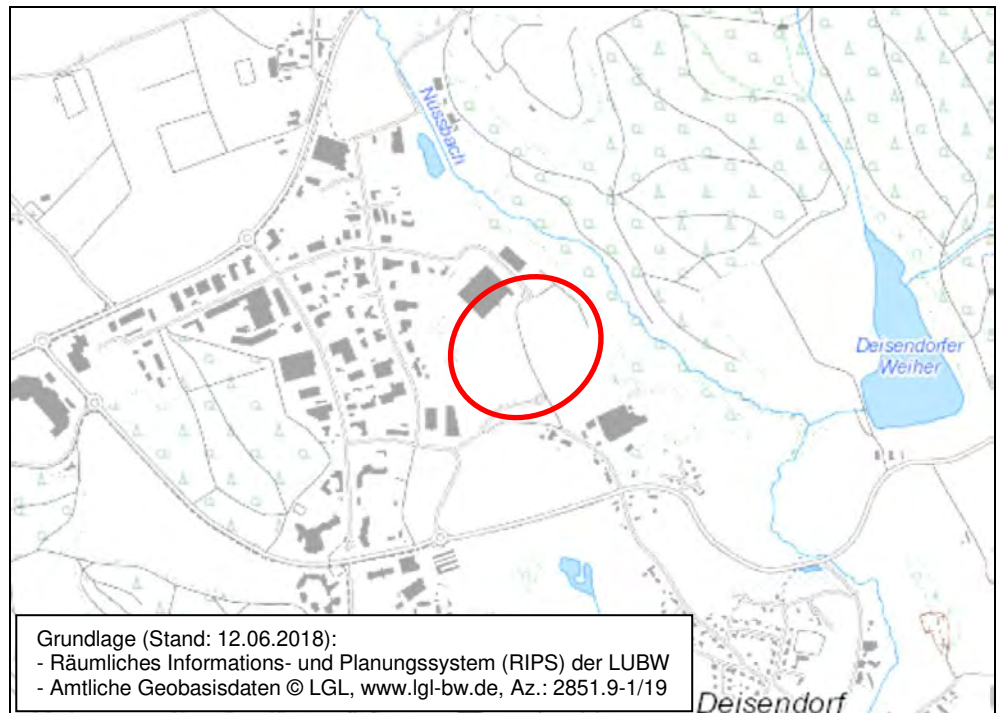 Nussbach
Deisendorfer
Weiher
Grundlage (Stand: 12.06.2018):
- Räumliches Informations- und Planungssystem (RIPS) der LUBW
- Amtliche Geobasisdaten © LGL, www.lgl-bw.de, Az.: 2851.9-1/19
Deisendorf